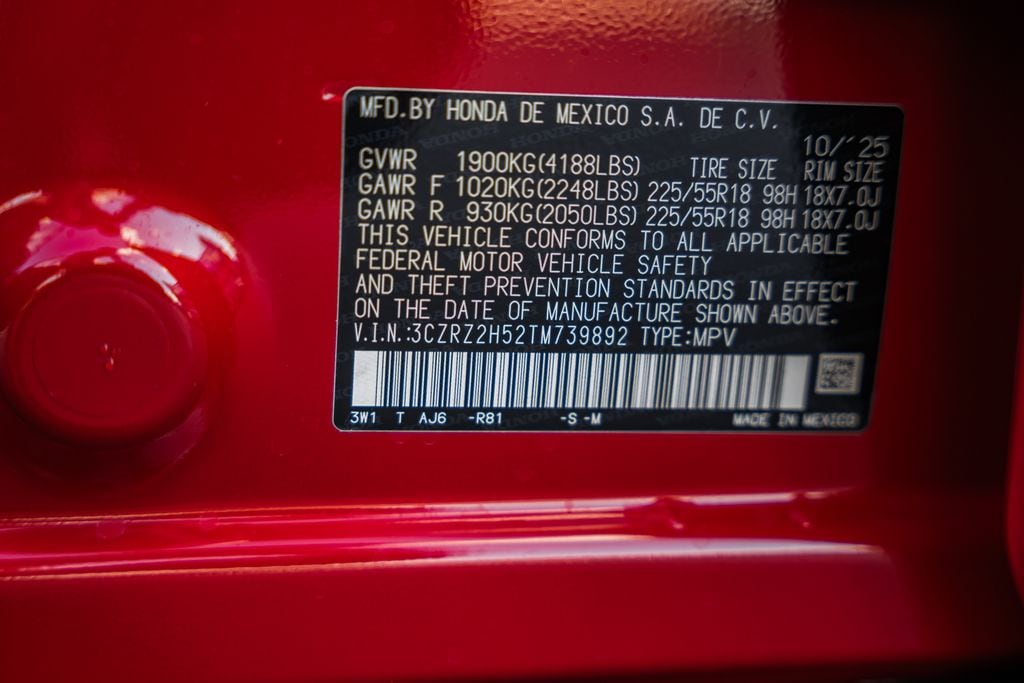 MFD.BY HONDA DE MEXICO S.A. DE C.V.
10/'25
GVWR 1900KG(4188LBS) TIRE SIZE RIM SIZE
GAWR F 1020KG(2248LBS) 225/55R18 98H 18X7.0J
GAWR R 930KG(2050LBS) 225/55R18 98H 18X7.0J
THIS VEHICLE CONFORMS TO ALL APPLICABLE
FEDERAL MOTOR VEHICLE SAFETY
AND THEFT PREVENTION STANDARDS IN EFFECT
ON THE DATE OF MANUFACTURE SHOWN ABOVE.
V.I.N.:3CZRZ2H52TM739892 TYPE:MPV
3W1 T AJ6 -R81 -S -M MADE IN MEXICO